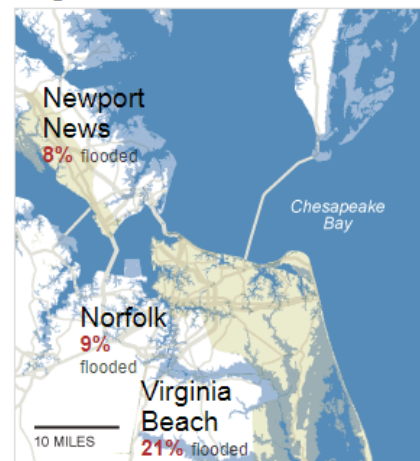 Newport
News
8% flooded
Chesapeake
Bay
Norfolk
9%
flooded
Virginia
Beach
21% flooded
10 MILES